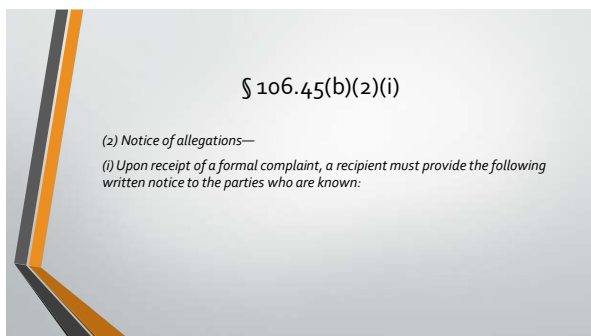 § 106.45(b)(2)(i)
(2) Notice of allegations—
(i) Upon receipt of a formal complaint, a recipient must provide the following
written notice to the parties who are known: